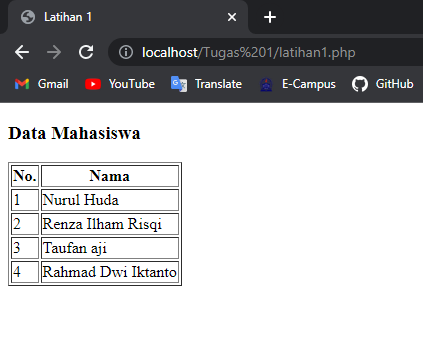 Latihan 1
localhost/Tugas%201/latihan1.php
Gmail YouTube Translate E-Campus GitHub
Data Mahasiswa
No. Nama
1 Nurul Huda
2 Renza Ilham Risqi
3 Taufan aji
4 Rahmad Dwi Iktanto